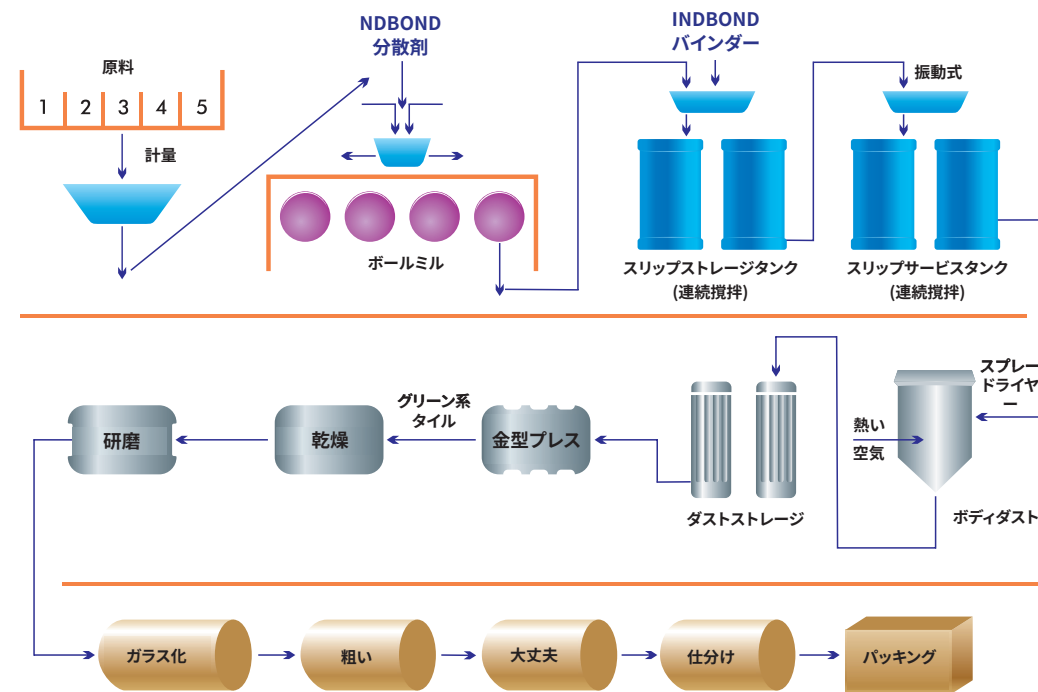 原料
1 2 3 4 5
計量
NDBOND
分散剤
ボールミル
INDBOND
バインダー
スリップストレージタンク
(連続撹拌)
振動式
スリップサービスタンク
(連続撹拌)
スプレー
ドライヤ
ー
熱い
空気
ボディダスト
ダストストレージ
金型プレス
グリーン系
タイル
乾燥
研磨
ガラス化
粗い
大丈夫
仕分け
パッキング